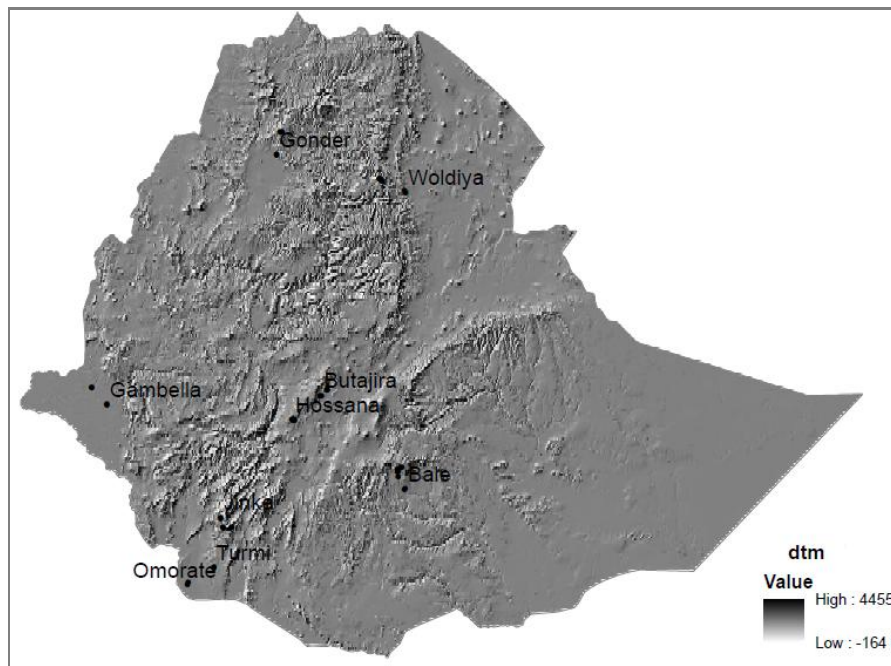 Gonder
Woldiya
Gambella
Butajira
Hossana
Bale
Jinka
Turmi
Omorate
dtm
Value
High : 4455
Low : -164